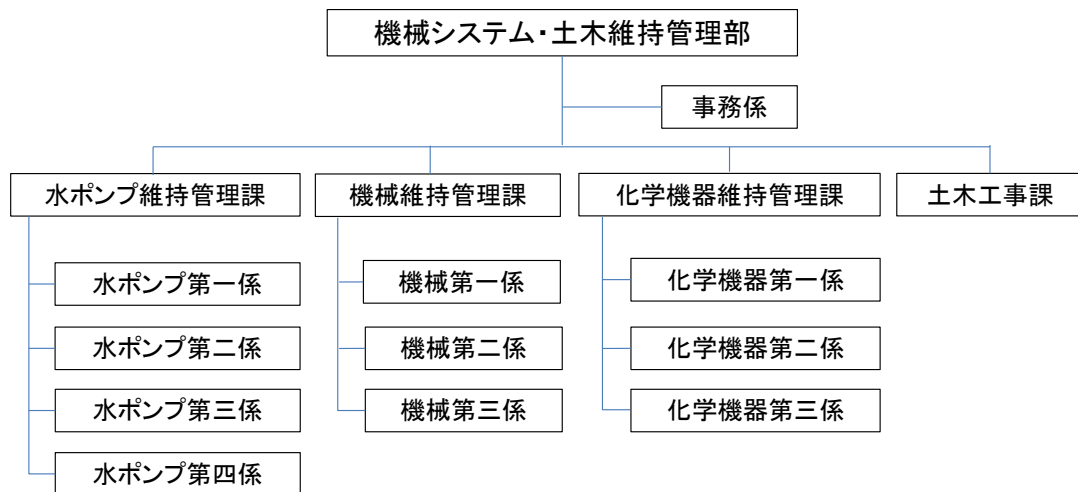 機械システム・土木維持管理部
事務係
水ポンプ維持管理課
機械維持管理課
化学機器維持管理課
土木工事課
水ポンプ第一係
水ポンプ第二係
水ポンプ第三係
水ポンプ第四係
機械第一係
機械第二係
機械第三係
化学機器第一係
化学機器第二係
化学機器第三係